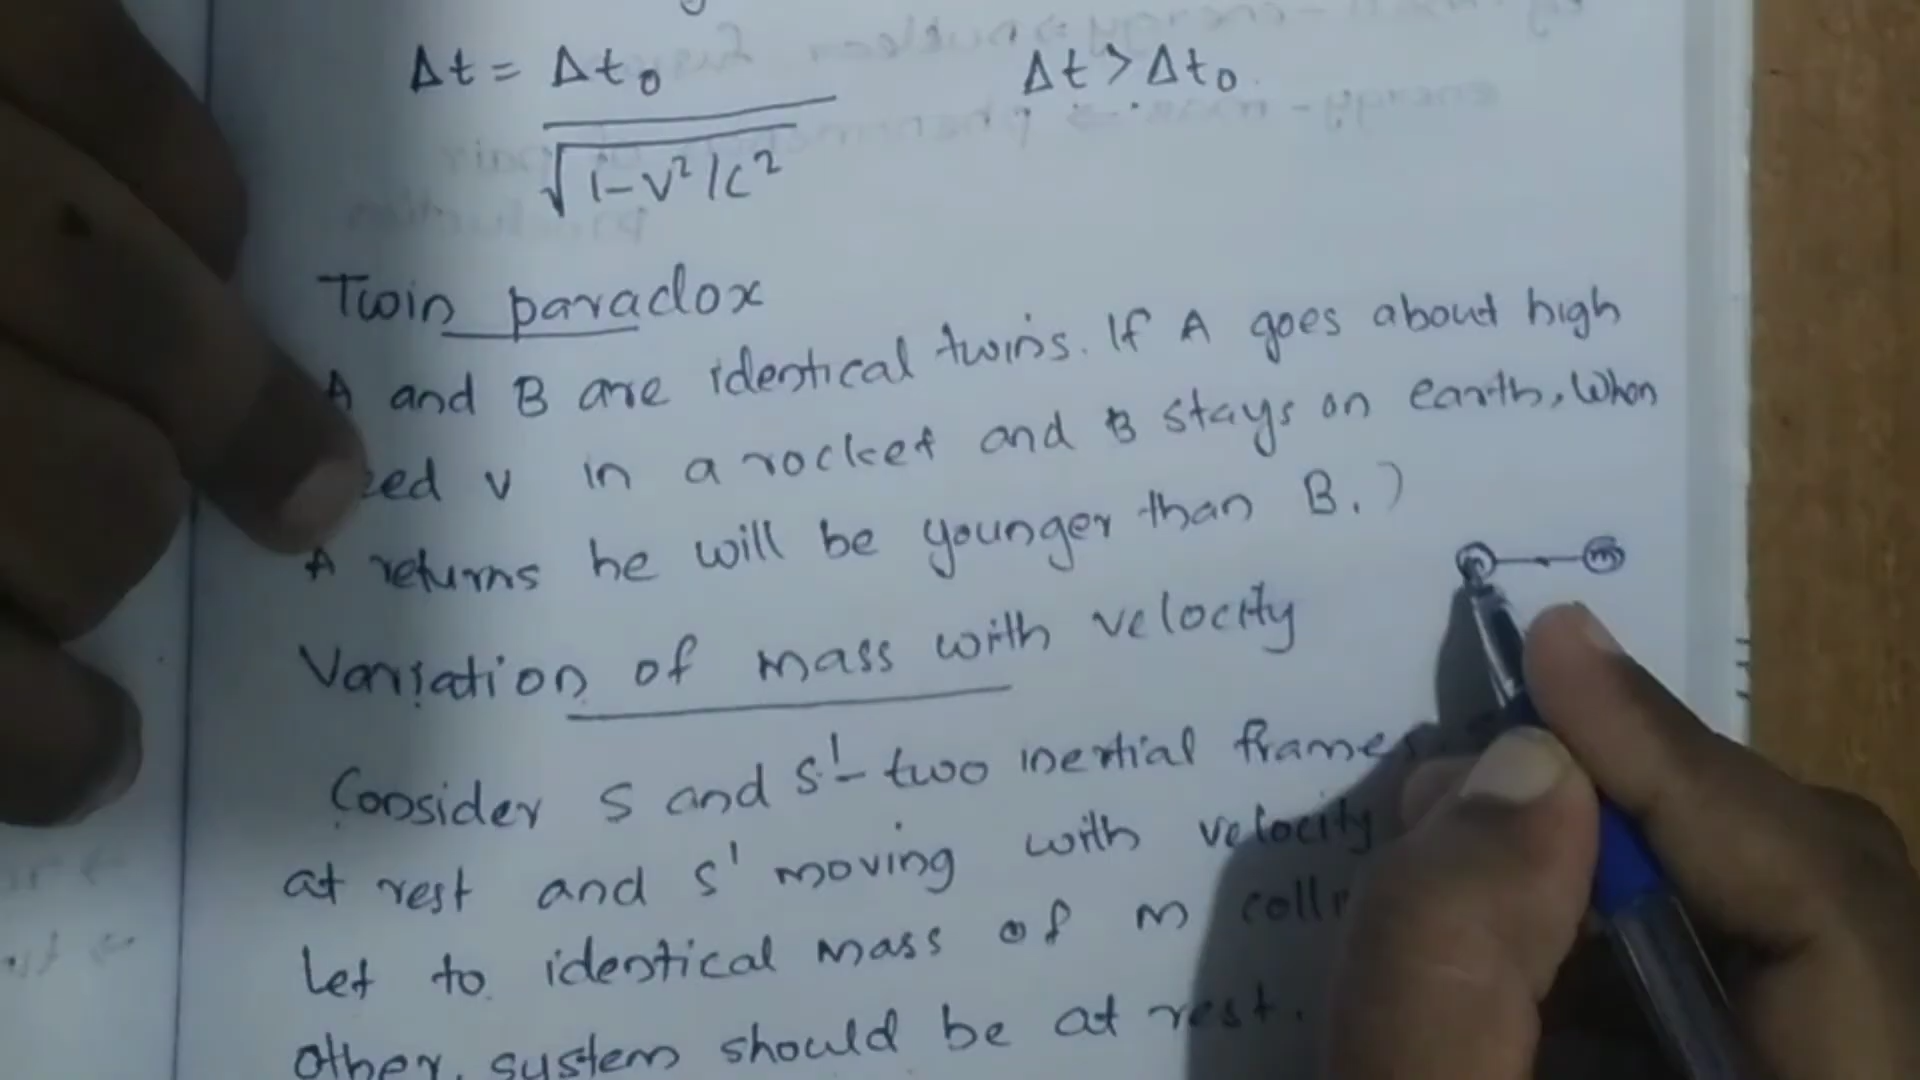 Δt = Δt₀ / √1-v²/c² Δt > Δt₀
Twin paradox
A and B are identical twins. If A goes about high
eed v in a rocket and B stays on earth, when
A returns he will be younger than B.)
m m
Variation of mass with velocity
Consider S and S' - two inertial frames
at rest and S' moving with velocity
Let to identical mass of m
other, system should be at rest.